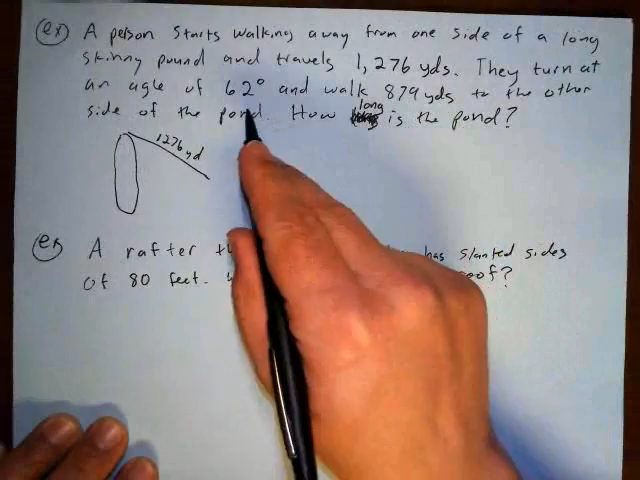 ex) A person starts walking away from one side of a long
skinny pound and travels 1,276 yds. They turn at
an agle of 62° and walk 879 yds to the other
side of the pond. How long is the pond?
1276 yd
ex) A rafter has slanted sides
of 80 feet. roof?